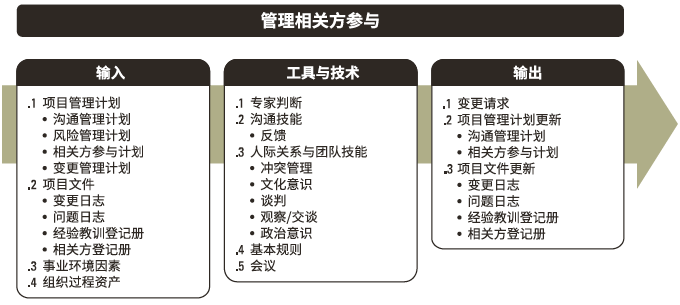 管理相关方参与
输入
.1 项目管理计划
• 沟通管理计划
• 风险管理计划
• 相关方参与计划
• 变更管理计划
.2 项目文件
• 变更日志
• 问题日志
• 经验教训登记册
• 相关方登记册
.3 事业环境因素
.4 组织过程资产
工具与技术
.1 专家判断
.2 沟通技能
• 反馈
.3 人际关系与团队技能
• 冲突管理
• 文化意识
• 谈判
• 观察/交谈
• 政治意识
.4 基本规则
.5 会议
输出
.1 变更请求
.2 项目管理计划更新
• 沟通管理计划
• 相关方参与计划
.3 项目文件更新
• 变更日志
• 问题日志
• 经验教训登记册
• 相关方登记册